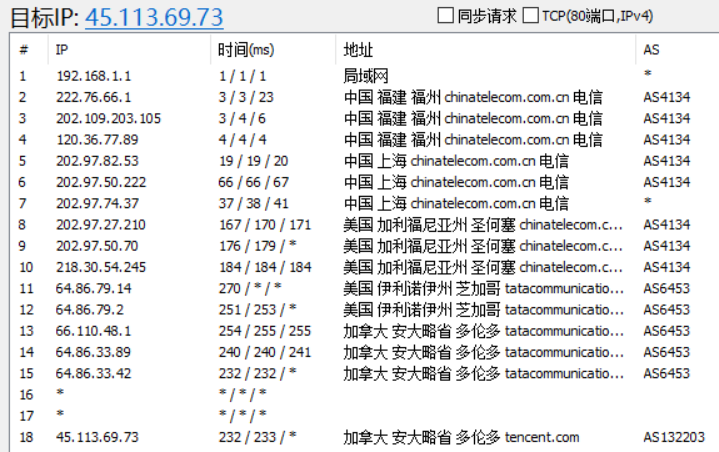 目标IP: 45.113.69.73 同步请求 TCP(80端口,IPv4)
# IP 时间(ms) 地址 AS
1 192.168.1.1 1 / 1 / 1 局域网 *
2 222.76.66.1 3 / 3 / 23 中国 福建 福州 chinatelecom.com.cn 电信 AS4134
3 202.109.203.105 3 / 4 / 6 中国 福建 福州 chinatelecom.com.cn 电信 AS4134
4 120.36.77.89 4 / 4 / 4 中国 福建 福州 chinatelecom.com.cn 电信 AS4134
5 202.97.82.53 19 / 19 / 20 中国 上海 chinatelecom.com.cn 电信 AS4134
6 202.97.50.222 66 / 66 / 67 中国 上海 chinatelecom.com.cn 电信 AS4134
7 202.97.74.37 37 / 38 / 41 中国 上海 chinatelecom.com.cn 电信 *
8 202.97.27.210 167 / 170 / 171 美国 加利福尼亚州 圣何塞 chinatelecom.c... AS4134
9 202.97.50.70 176 / 179 / * 美国 加利福尼亚州 圣何塞 chinatelecom.c... AS4134
10 218.30.54.245 184 / 184 / 184 美国 加利福尼亚州 圣何塞 chinatelecom.c... AS4134
11 64.86.79.14 270 / * / * 美国 伊利诺伊州 芝加哥 tatacommunicatio... AS6453
12 64.86.79.2 251 / 253 / * 美国 伊利诺伊州 芝加哥 tatacommunicatio... AS6453
13 66.110.48.1 254 / 255 / 255 加拿大 安大略省 多伦多 tatacommunicatio... AS6453
14 64.86.33.89 240 / 240 / 241 加拿大 安大略省 多伦多 tatacommunicatio... AS6453
15 64.86.33.42 232 / 232 / * 加拿大 安大略省 多伦多 tatacommunicatio... AS6453
16 * * / * / *
17 * * / * / *
18 45.113.69.73 232 / 233 / * 加拿大 安大略省 多伦多 tencent.com AS132203